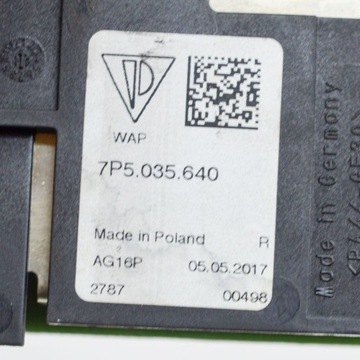 WAP
7P5.035.640
Made in Poland R
AG16P 05.05.2017
2787 00498
Made in Germany